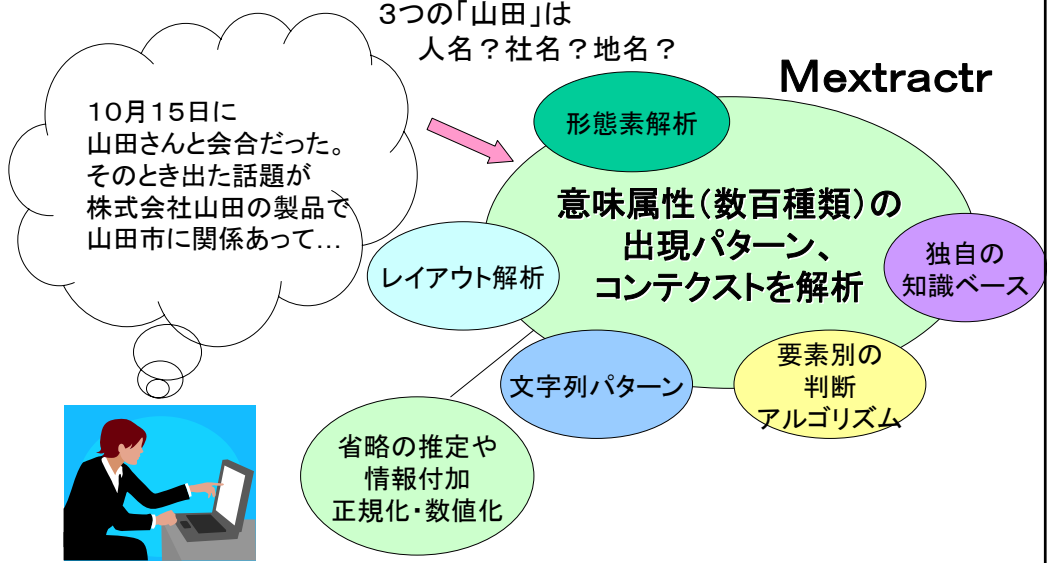 ３つの「山田」は
人名？社名？地名？
Mextractr
１０月１５日に
山田さんと会合だった。
そのとき出た話題が
株式会社山田の製品で
山田市に関係あって…
形態素解析
意味属性（数百種類）の
出現パターン、
コンテクストを解析
独自の
知識ベース
レイアウト解析
文字列パターン
要素別の
判断
アルゴリズム
省略の推定や
情報付加
正規化・数値化